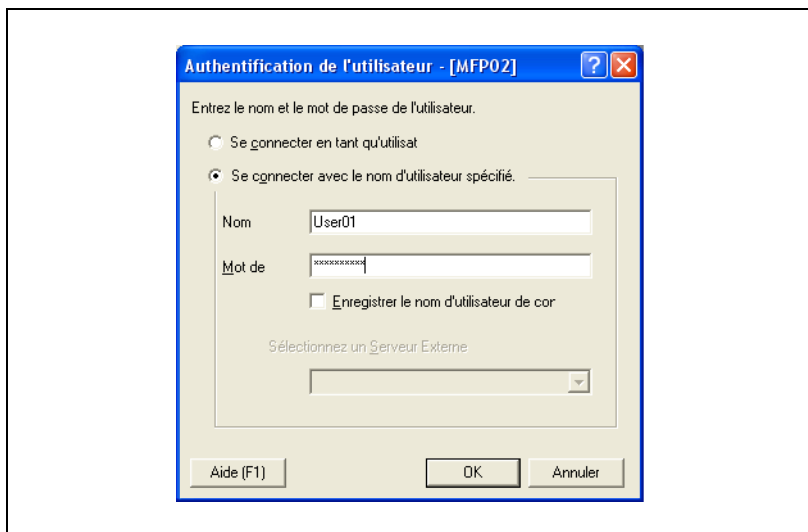 Authentification de l'utilisateur - [MFP02]
Entrez le nom et le mot de passe de l'utilisateur.
Se connecter en tant qu'utilisat
Se connecter avec le nom d'utilisateur spécifié.
Nom User01
Mot de **********
Enregistrer le nom d'utilisateur de cor
Sélectionnez un Serveur Externe
Aide (F1) OK Annuler